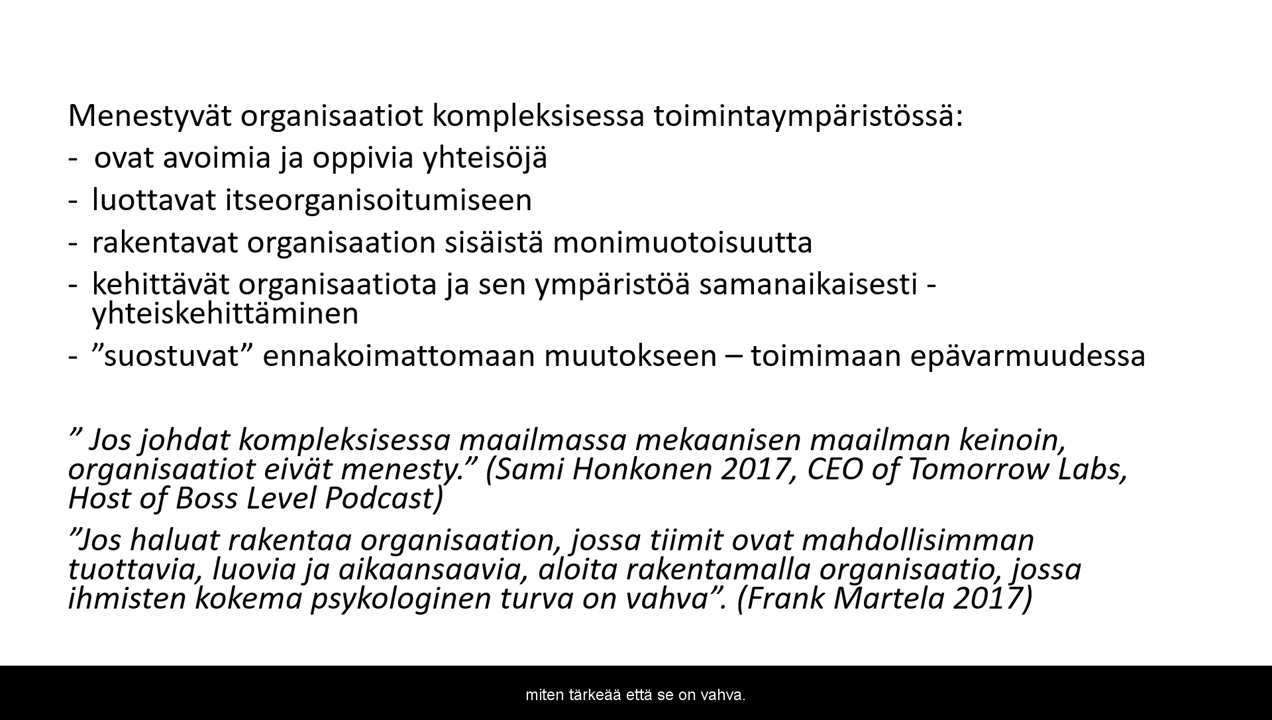 Menestyvät organisaatiot kompleksisessa toimintaympäristössä:
- ovat avoimia ja oppivia yhteisöjä
- luottavat itseorganisoitumiseen
- rakentavat organisaation sisäistä monimuotoisuutta
- kehittävät organisaatiota ja sen ympäristöä samanaikaisesti -
yhteiskehittäminen
- ”suostuvat” ennakoimattomaan muutokseen – toimimaan epävarmuudessa
” Jos johdat kompleksisessa maailmassa mekaanisen maailman keinoin,
organisaatiot eivät menesty.” (Sami Honkonen 2017, CEO of Tomorrow Labs,
Host of Boss Level Podcast)
”Jos haluat rakentaa organisaation, jossa tiimit ovat mahdollisimman
tuottavia, luovia ja aikaansaavia, aloita rakentamalla organisaatio, jossa
ihmisten kokema psykologinen turva on vahva”. (Frank Martela 2017)
miten tärkeää että se on vahva.